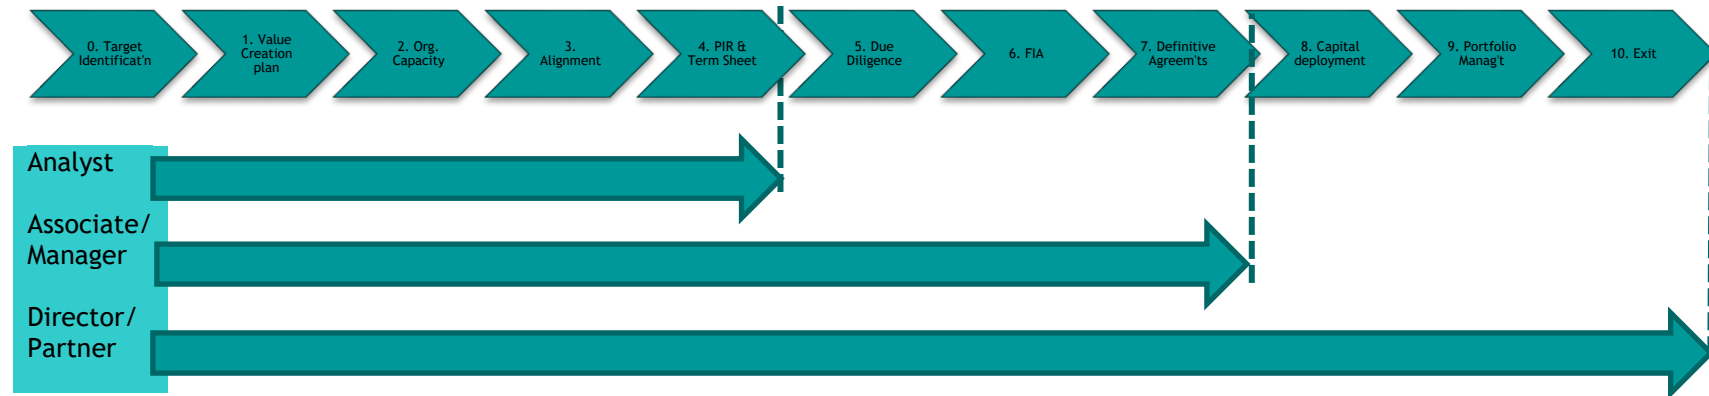 0. Target
Identificat'n
1. Value
Creation
plan
2. Org.
Capacity
3.
Alignment
4. PIR &
Term Sheet
5. Due
Diligence
6. FIA
7. Definitive
Agreem'ts
8. Capital
deployment
9. Portfolio
Manag't
10. Exit
Analyst
Associate/
Manager
Director/
Partner